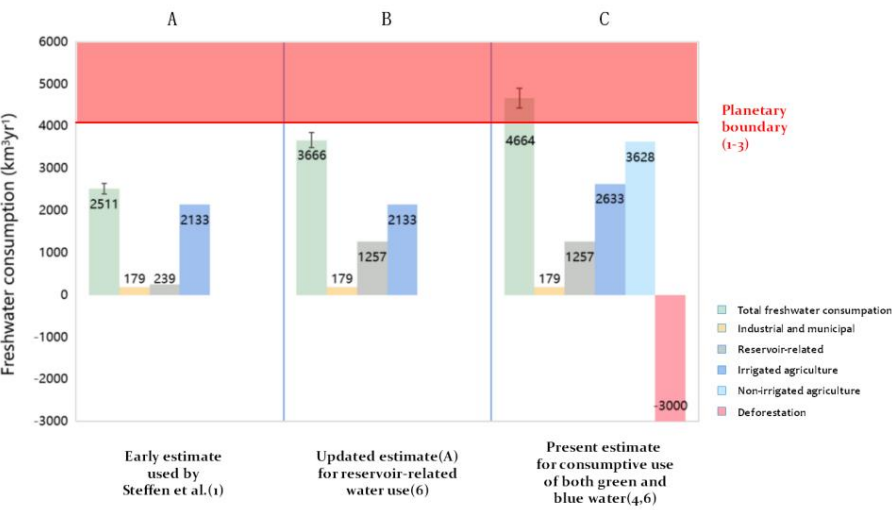 A
B
C
Freshwater consumption (km³yr¹)
6000
5000
4000
3000
2000
1000
0
-1000
-2000
-3000
2511
179
239
2133
3666
179
1257
2133
4664
179
1257
2633
3628
-3000
Planetary
boundary
(1-3)
Total freshwater consumpation
Industrial and municipal
Reservoir-related
Irrigated agriculture
Non-irrigated agriculture
Deforestation
Early estimate
used by
Steffen et al.(1)
Updated estimate(A)
for reservoir-related
water use(6)
Present estimate
for consumptive use
of both green and
blue water(4,6)